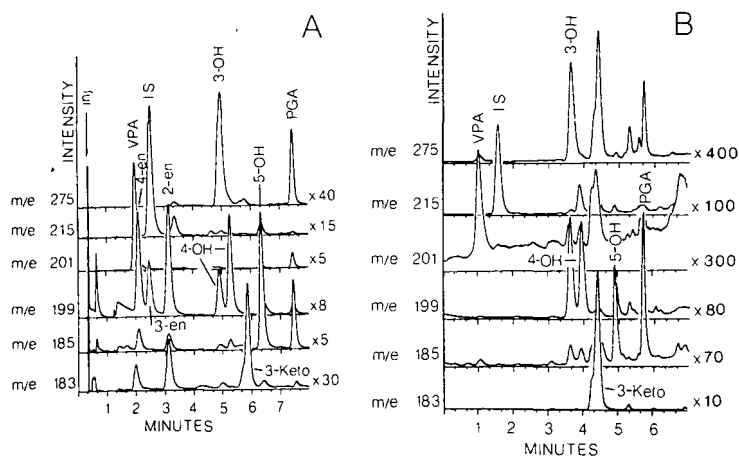 A
INTENSITY
inj
VPA
4-en
IS
2-en
3-OH
5-OH
PGA
4-OH
3-en
3-Keto
m/e 275 x 40
m/e 215 x 15
m/e 201 x 5
m/e 199 x 8
m/e 185 x 5
m/e 183 x 30
1 2 3 4 5 6 7
MINUTES
B
INTENSITY
VPA
IS
3-OH
4-OH
5-OH
PGA
3-Keto
m/e 275 x 400
m/e 215 x 100
m/e 201 x 300
m/e 199 x 80
m/e 185 x 70
m/e 183 x 10
1 2 3 4 5 6
MINUTES